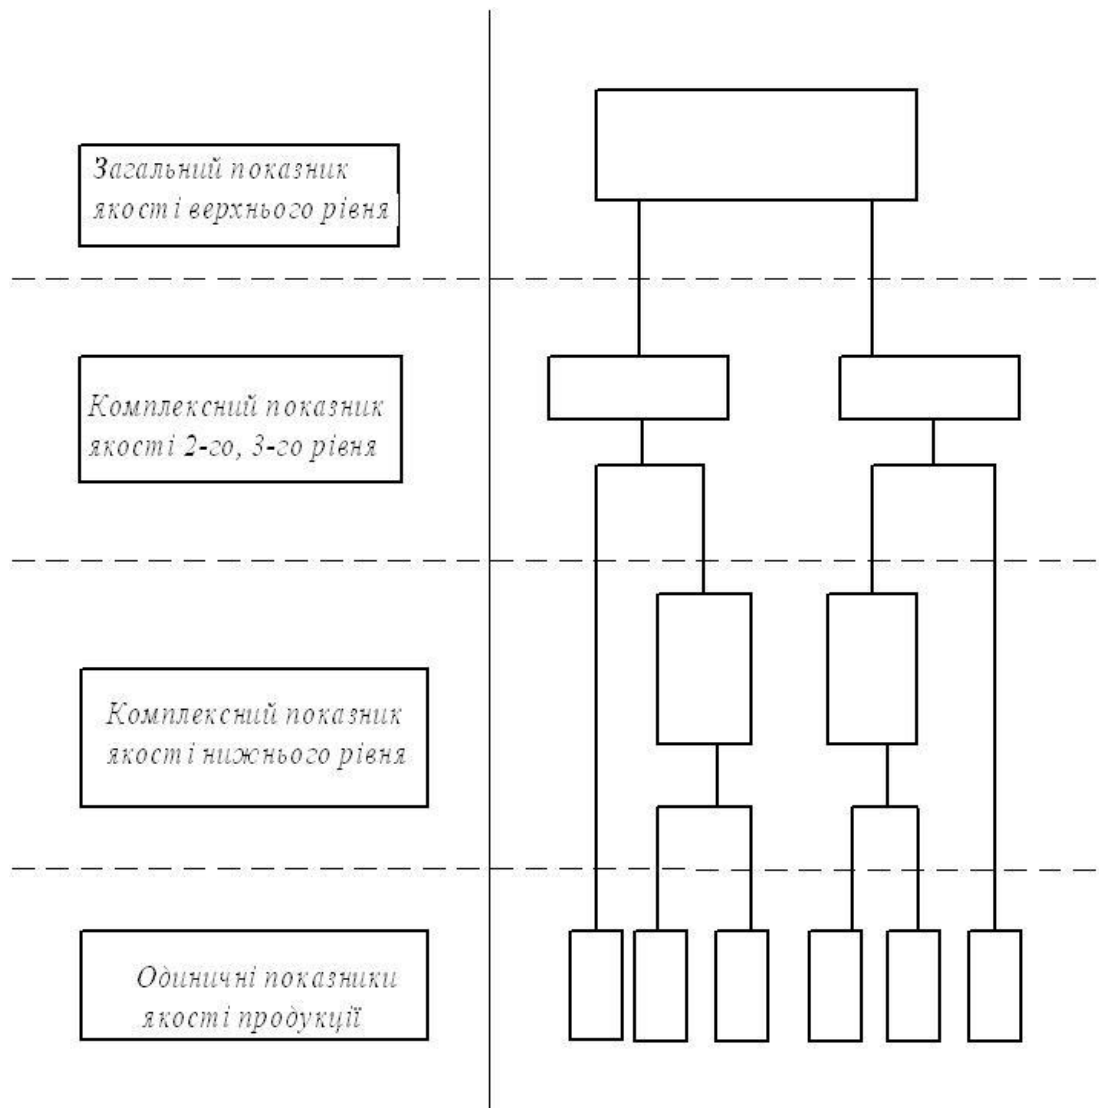 Загальний показник
якості верхнього рівня
Комплексний показник
якості 2-го, 3-го рівня
Комплексний показник
якості нижнього рівня
Одиничні показники
якості продукції